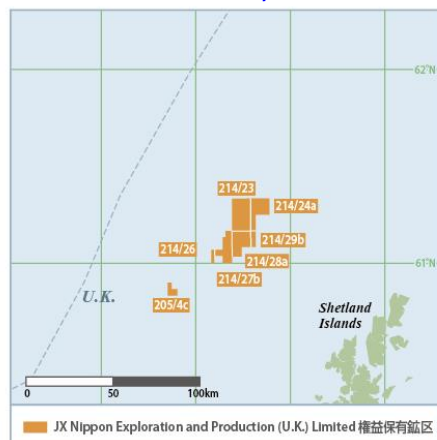 62°N
214/23
214/24a
214/29b
214/26
214/28a
61°N
214/27b
U.K.
205/4c
Shetland
Islands
0
50
100km
JX Nippon Exploration and Production (U.K.) Limited 権益保有鉱区